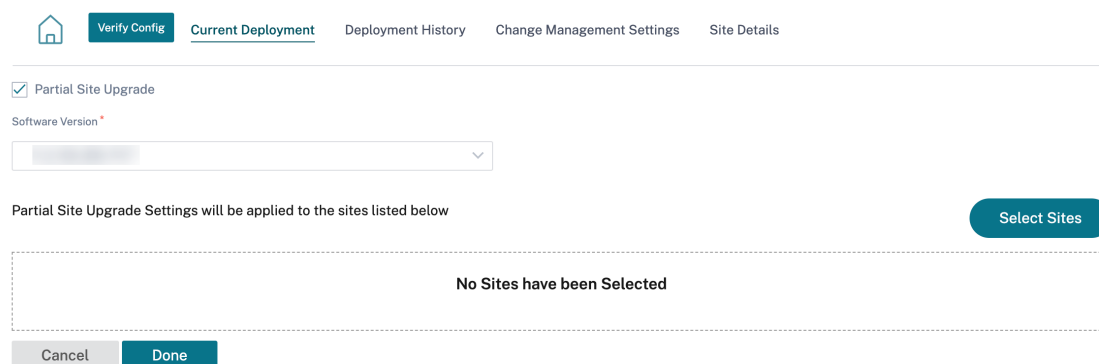 Verify Config Current Deployment Deployment History Change Management Settings Site Details
Partial Site Upgrade
Software Version *
Partial Site Upgrade Settings will be applied to the sites listed below
Select Sites
No Sites have been Selected
Cancel Done